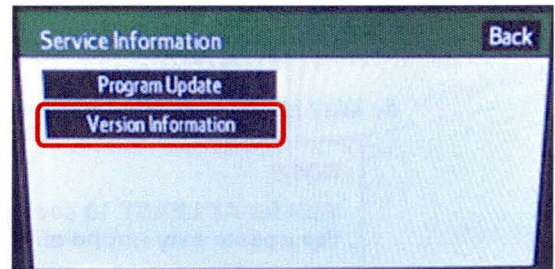 Service Information
Back
Program Update
Version Information